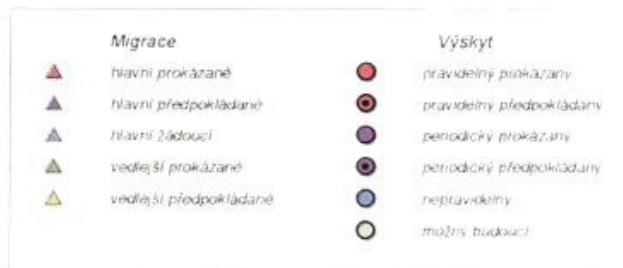 Migrace
hlavní prokázané
hlavní předpokládané
hlavní žádoucí
vedlejší prokázané
vedlejší předpokládané
Výskyt
pravidelný prokázaný
pravidelný předpokládaný
periodický prokázaný
periodický předpokládaný
nepravidelný
možný budoucí